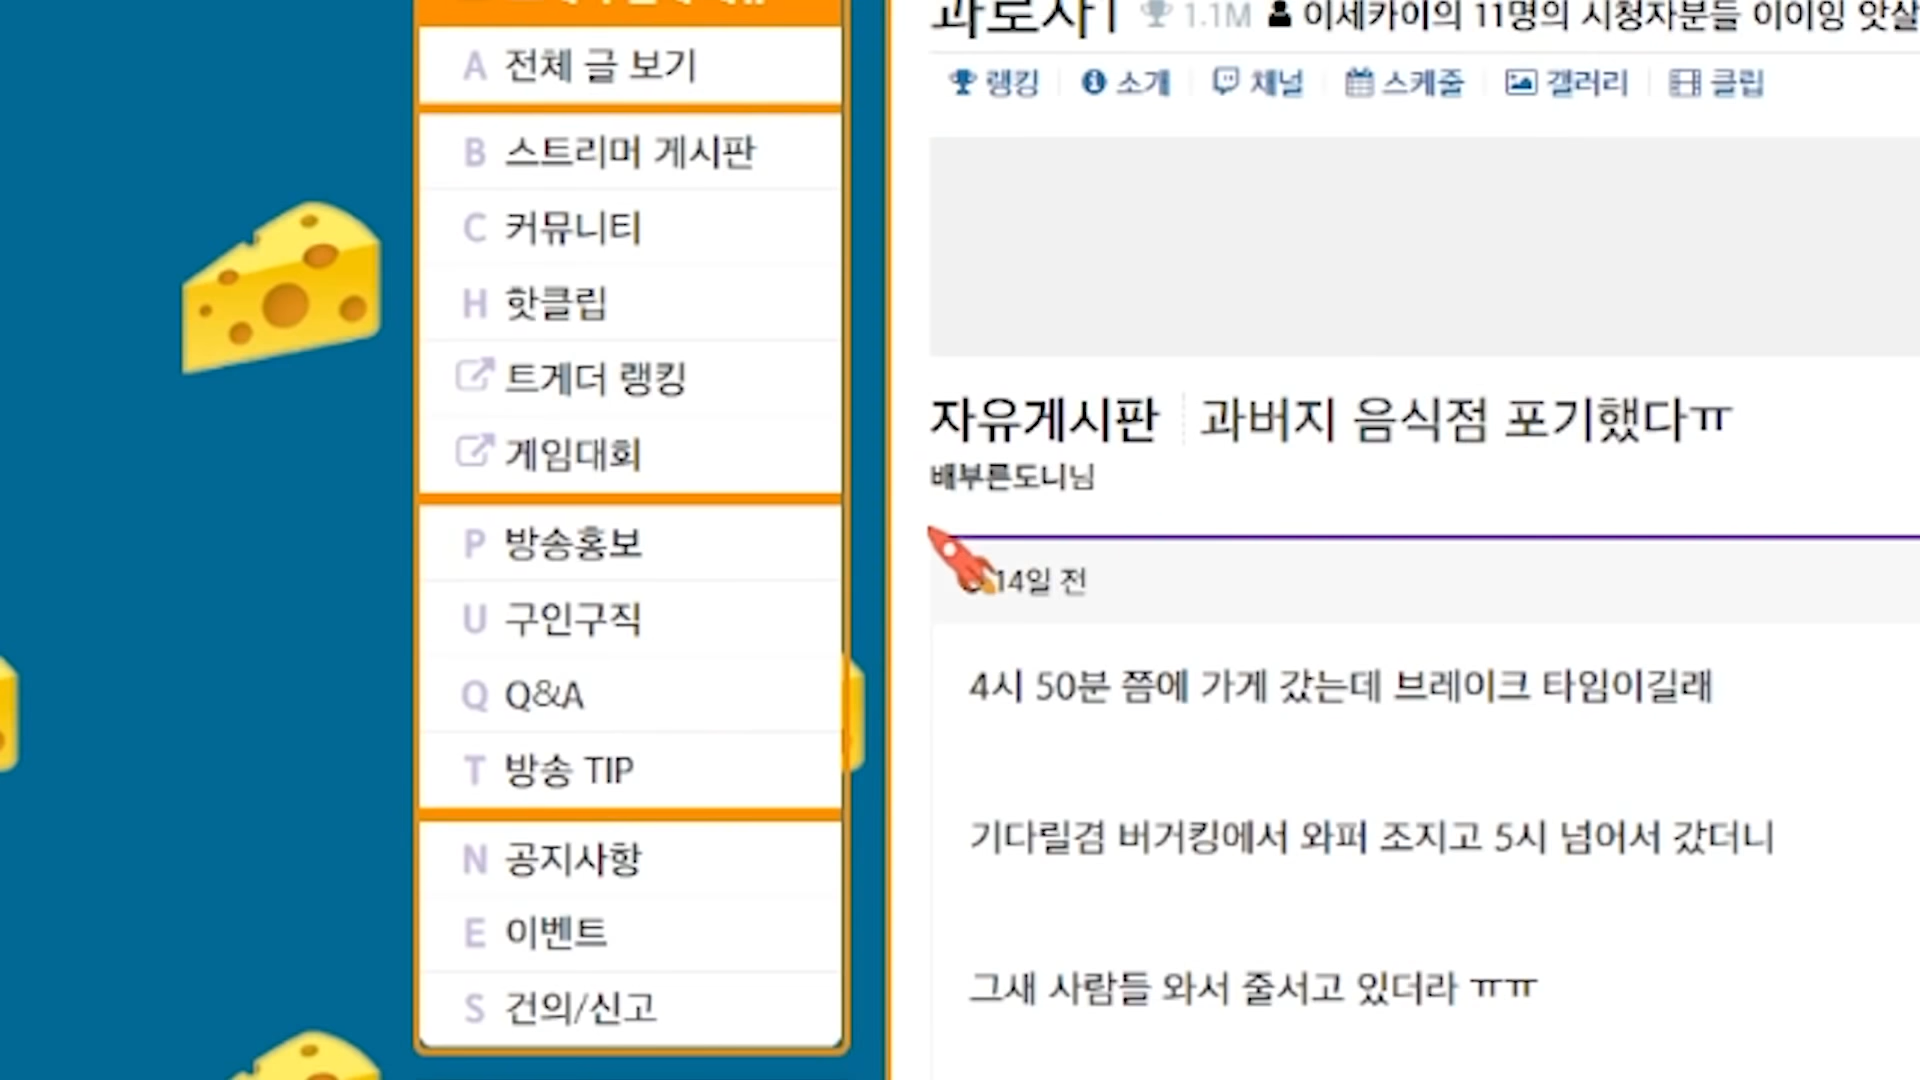 A 전체 글 보기
B 스트리머 게시판
C 커뮤니티
H 핫클립
트게더 랭킹
게임대회
P 방송홍보
U 구인구직
Q Q&A
T 방송 TIP
N 공지사항
E 이벤트
S 건의/신고
과로사 1.1M 이세카이의 11명의 시청자분들 이이잉 앗살
랭킹 소개 채널 스케줄 갤러리 클립
자유게시판 과버지 음식점 포기했다ㅠ
배부른도니님
14일 전
4시 50분 쯤에 가게 갔는데 브레이크 타임이길래
기다릴겸 버거킹에서 와퍼 조지고 5시 넘어서 갔더니
그새 사람들 와서 줄서고 있더라 ㅠㅠ